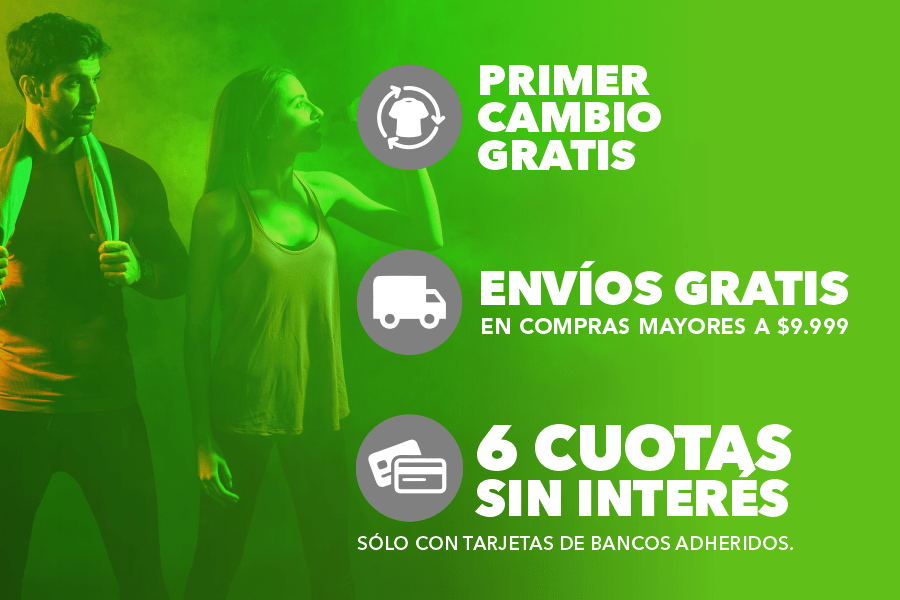 PRIMER
CAMBIO
GRATIS
ENVÍOS GRATIS
EN COMPRAS MAYORES A $9.999
6 CUOTAS
SIN INTERÉS
SÓLO CON TARJETAS DE BANCOS ADHERIDOS.